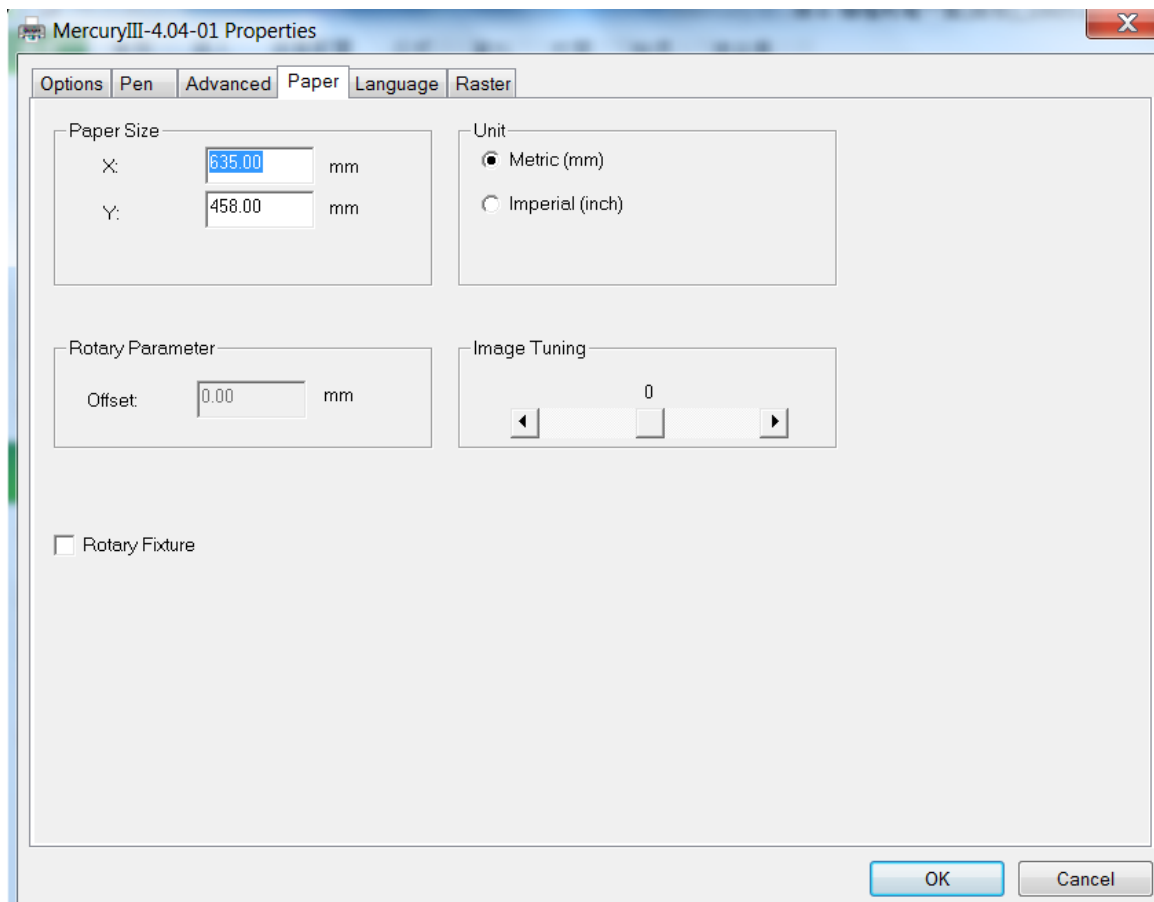 MercuryIII-4.04-01 Properties
Options Pen Advanced Paper Language Raster
Paper Size
X: 635.00 mm
Y: 458.00 mm
Unit
Metric (mm)
Imperial (inch)
Rotary Parameter
Offset: 0.00 mm
Image Tuning
0
Rotary Fixture
OK Cancel